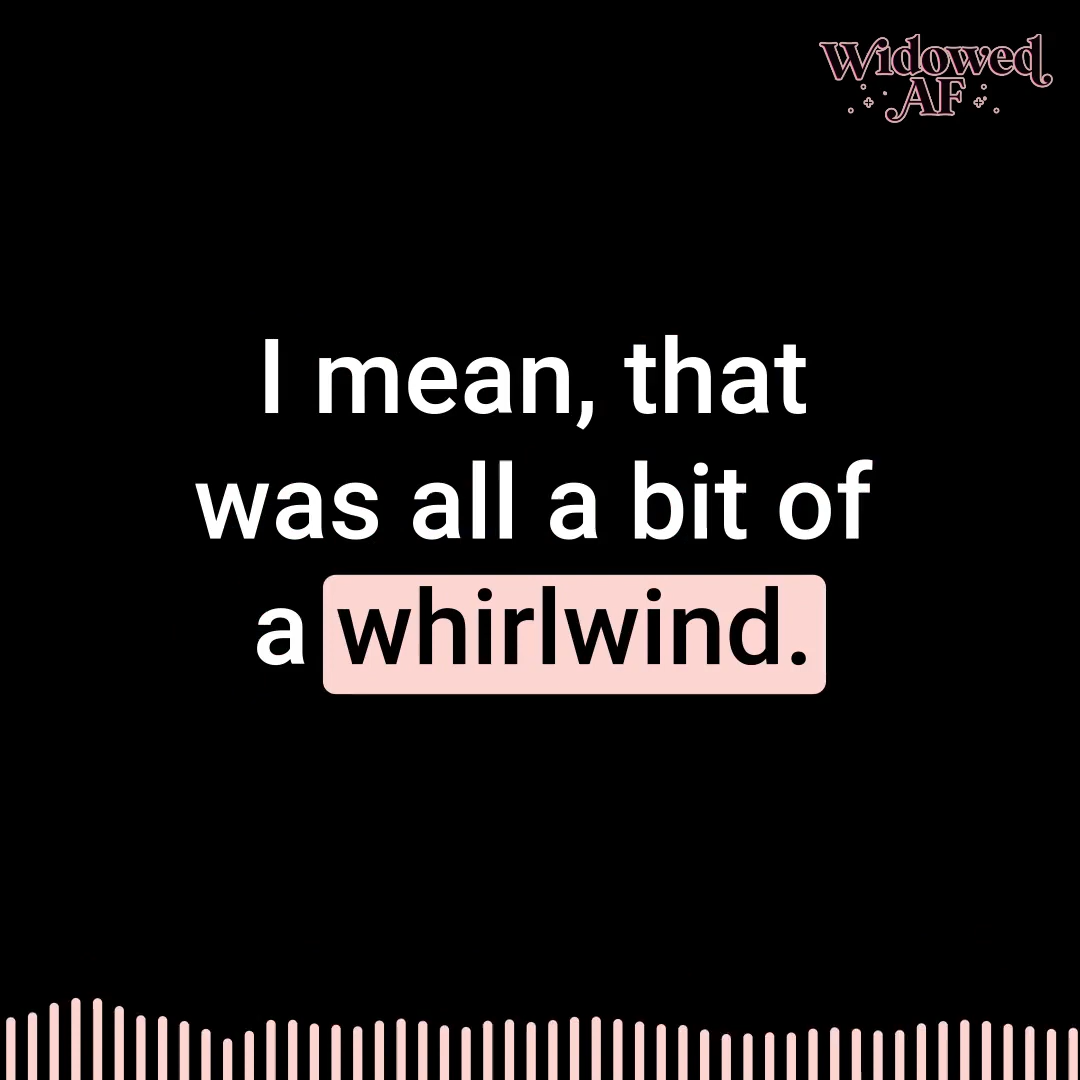 Widowed
AF
I mean, that
was all a bit of
a whirlwind.